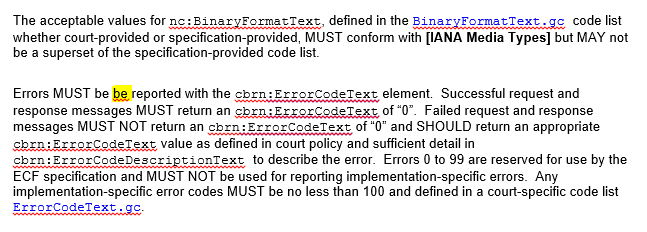 The acceptable values for nc:BinaryFormatText, defined in the BinaryFormatText.gc code list
whether court-provided or specification-provided, MUST conform with [IANA Media Types] but MAY not
be a superset of the specification-provided code list.
Errors MUST be be reported with the cbrn:ErrorCodeText element. Successful request and
response messages MUST return an cbrn:ErrorCodeText of “0”. Failed request and response
messages MUST NOT return an cbrn:ErrorCodeText of “0” and SHOULD return an appropriate
cbrn:ErrorCodeText value as defined in court policy and sufficient detail in
cbrn:ErrorCodeDescriptionText to describe the error. Errors 0 to 99 are reserved for use by the
ECF specification and MUST NOT be used for reporting implementation-specific errors. Any
implementation-specific error codes MUST be no less than 100 and defined in a court-specific code list
ErrorCodeText.gc.